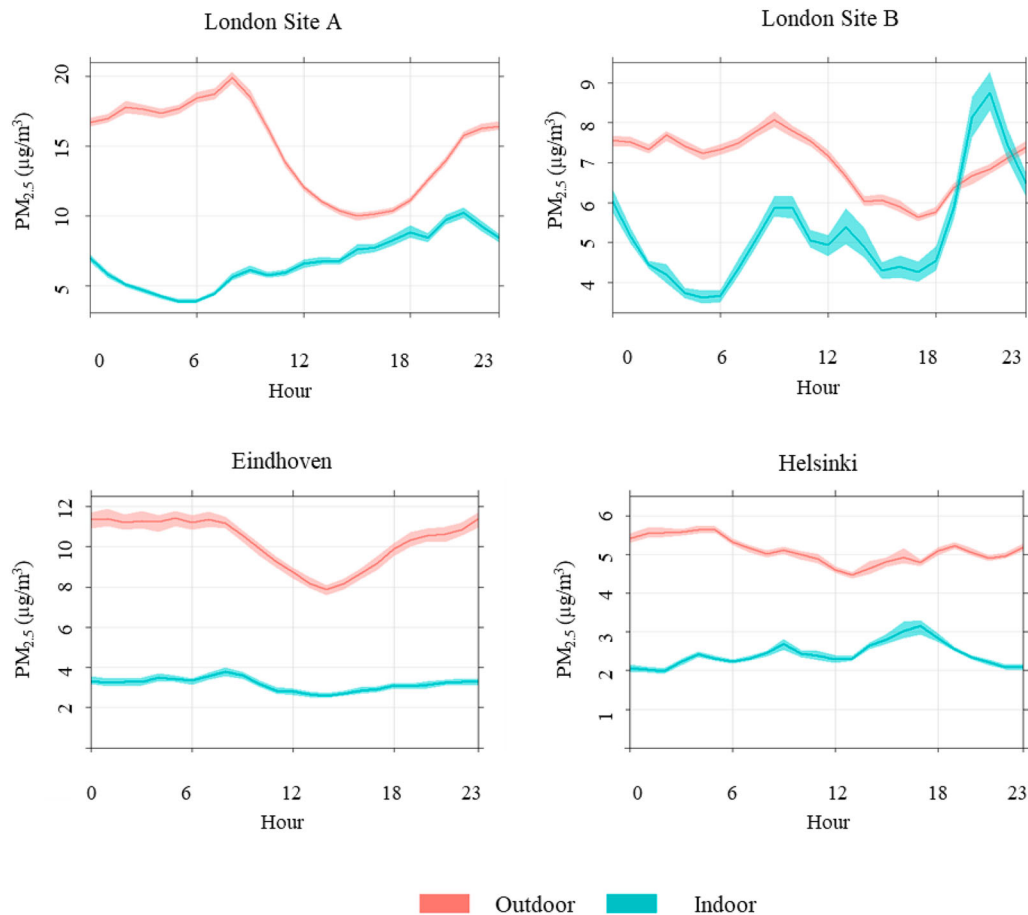 London Site A
London Site B
PM2.5 (µg/m³)
20
15
10
5
0 6 12 18 23
Hour
PM2.5 (µg/m³)
9
8
7
6
5
4
0 6 12 18 23
Hour
Eindhoven
Helsinki
PM2.5 (µg/m³)
12
10
8
6
4
2
0 6 12 18 23
Hour
PM2.5 (µg/m³)
6
5
4
3
2
1
0 6 12 18 23
Hour
Outdoor Indoor